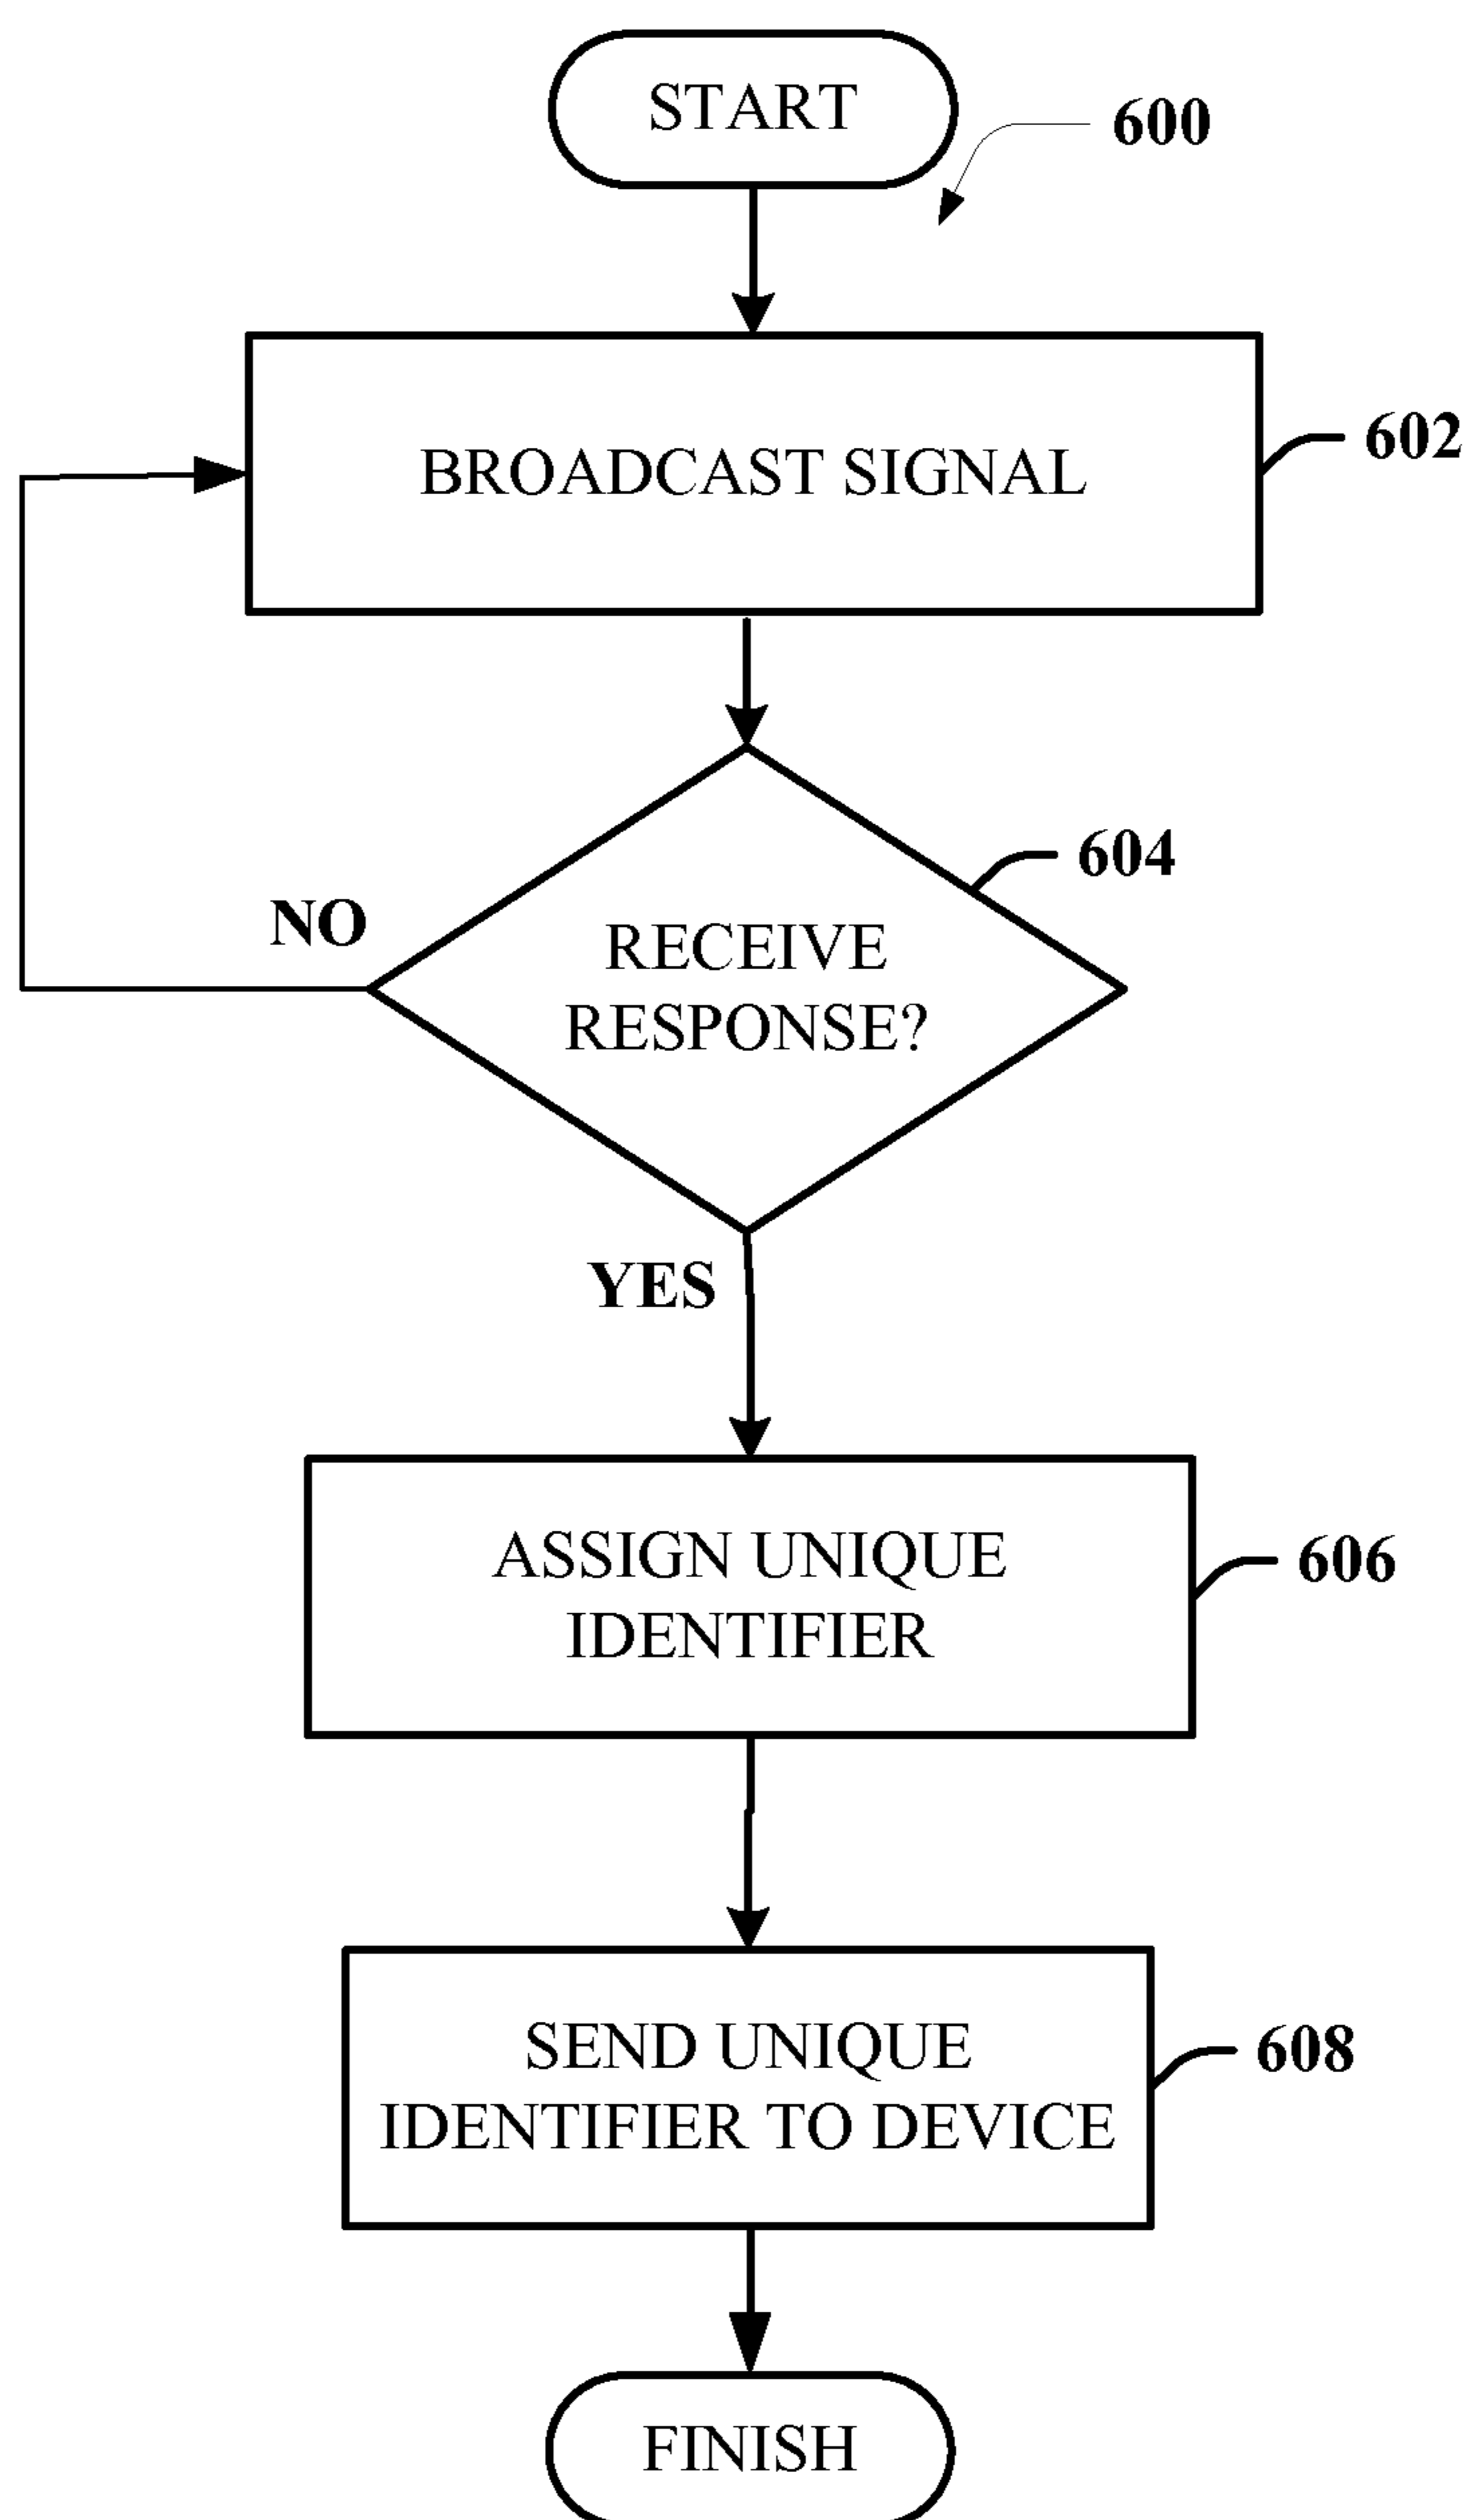 START
600
BROADCAST SIGNAL
602
604
NO
RECEIVE
RESPONSE?
YES
ASSIGN UNIQUE
IDENTIFIER
606
SEND UNIQUE
IDENTIFIER TO DEVICE
608
FINISH